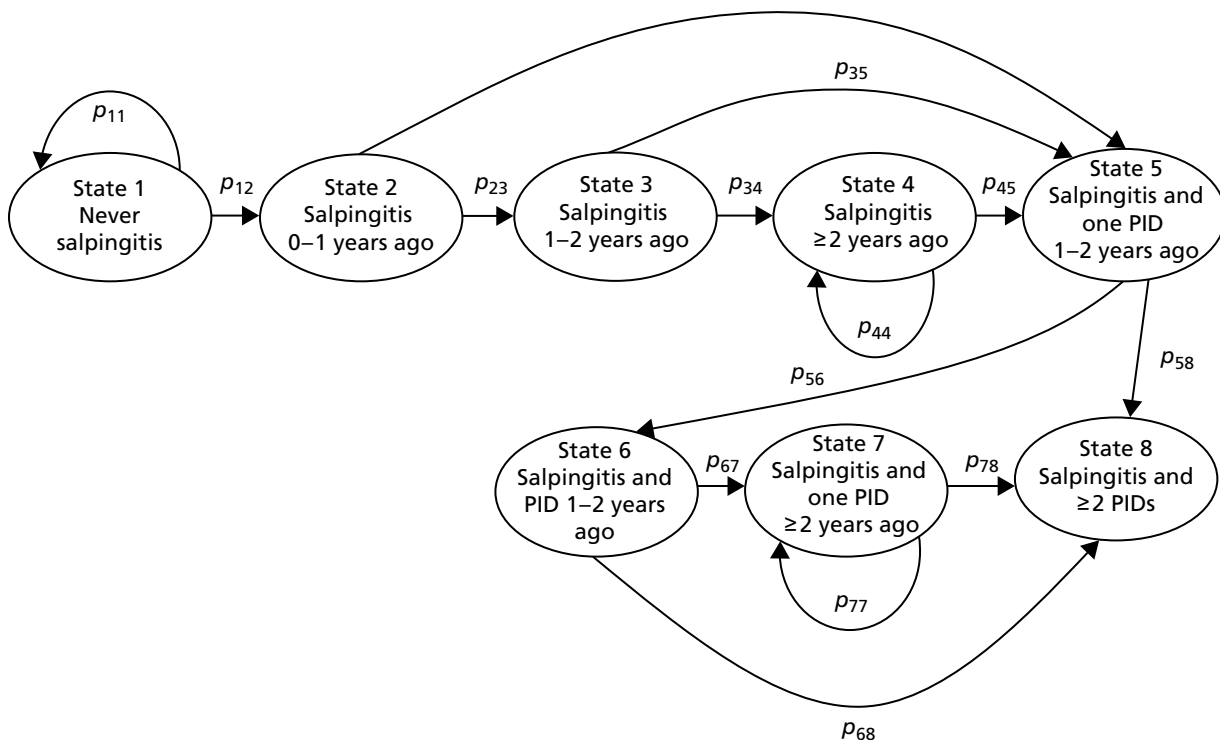 p35
p11
State 1
Never
salpingitis
p12
State 2
Salpingitis
0–1 years ago
p23
State 3
Salpingitis
1–2 years ago
p34
State 4
Salpingitis
≥2 years ago
p45
State 5
Salpingitis and
one PID
1–2 years ago
p44
p56
p58
State 6
Salpingitis and
PID 1–2 years
ago
p67
State 7
Salpingitis and
one PID
≥2 years ago
p78
State 8
Salpingitis and
≥2 PIDs
p77
p68